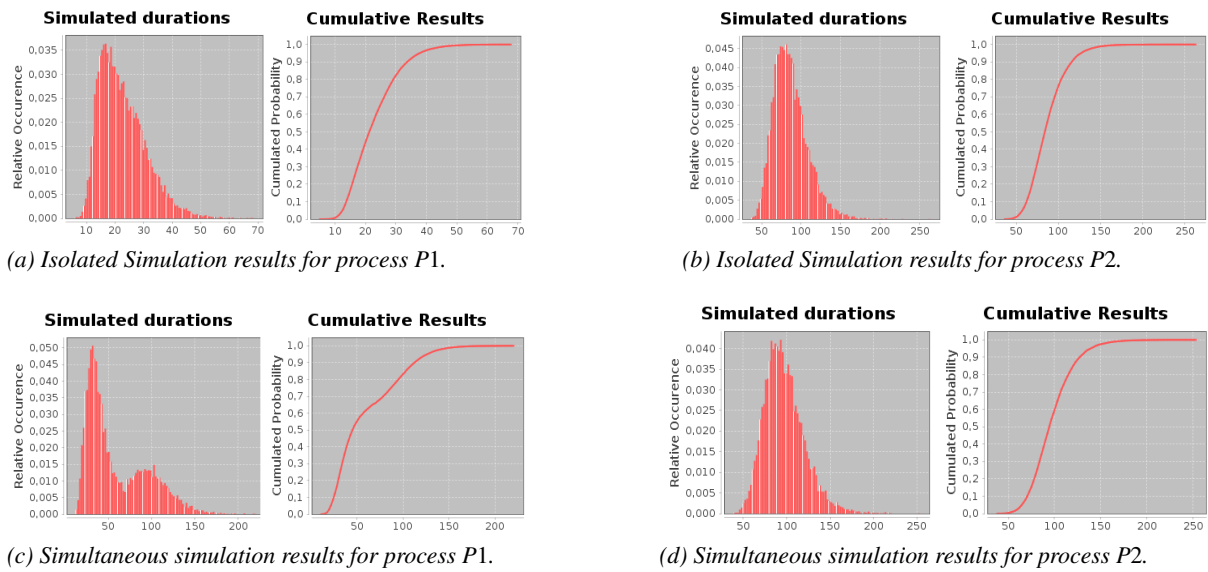 Simulated durations
Cumulative Results
Relative Occurence
0,035
0,030
0,025
0,020
0,015
0,010
0,005
0,000
10 20 30 40 50 60 70
Cumulated Probability
1,0
0,9
0,8
0,7
0,6
0,5
0,4
0,3
0,2
0,1
0,0
10 20 30 40 50 60 70
(a) Isolated Simulation results for process P1.
Simulated durations
Cumulative Results
Relative Occurence
0,045
0,040
0,035
0,030
0,025
0,020
0,015
0,010
0,005
0,000
50 100 150 200 250
Cumulated Probability
1,0
0,9
0,8
0,7
0,6
0,5
0,4
0,3
0,2
0,1
0,0
50 100 150 200 250
(b) Isolated Simulation results for process P2.
Simulated durations
Cumulative Results
Relative Occurence
0,050
0,045
0,040
0,035
0,030
0,025
0,020
0,015
0,010
0,005
0,000
50 100 150 200
Cumulated Probability
1,0
0,9
0,8
0,7
0,6
0,5
0,4
0,3
0,2
0,1
0,0
50 100 150 200
(c) Simultaneous simulation results for process P1.
Simulated durations
Cumulative Results
Relative Occurence
0,040
0,035
0,030
0,025
0,020
0,015
0,010
0,005
0,000
50 100 150 200 250
Cumulated Probability
1,0
0,9
0,8
0,7
0,6
0,5
0,4
0,3
0,2
0,1
0,0
50 100 150 200 250
(d) Simultaneous simulation results for process P2.